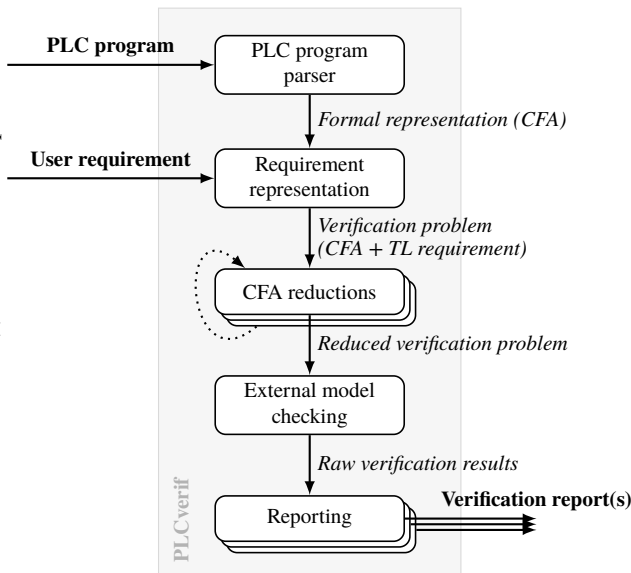 PLC program
PLC program
parser
Formal representation (CFA)
User requirement
Requirement
representation
Verification problem
(CFA + TL requirement)
CFA reductions
Reduced verification problem
External model
checking
Raw verification results
Reporting
Verification report(s)
PLCverif